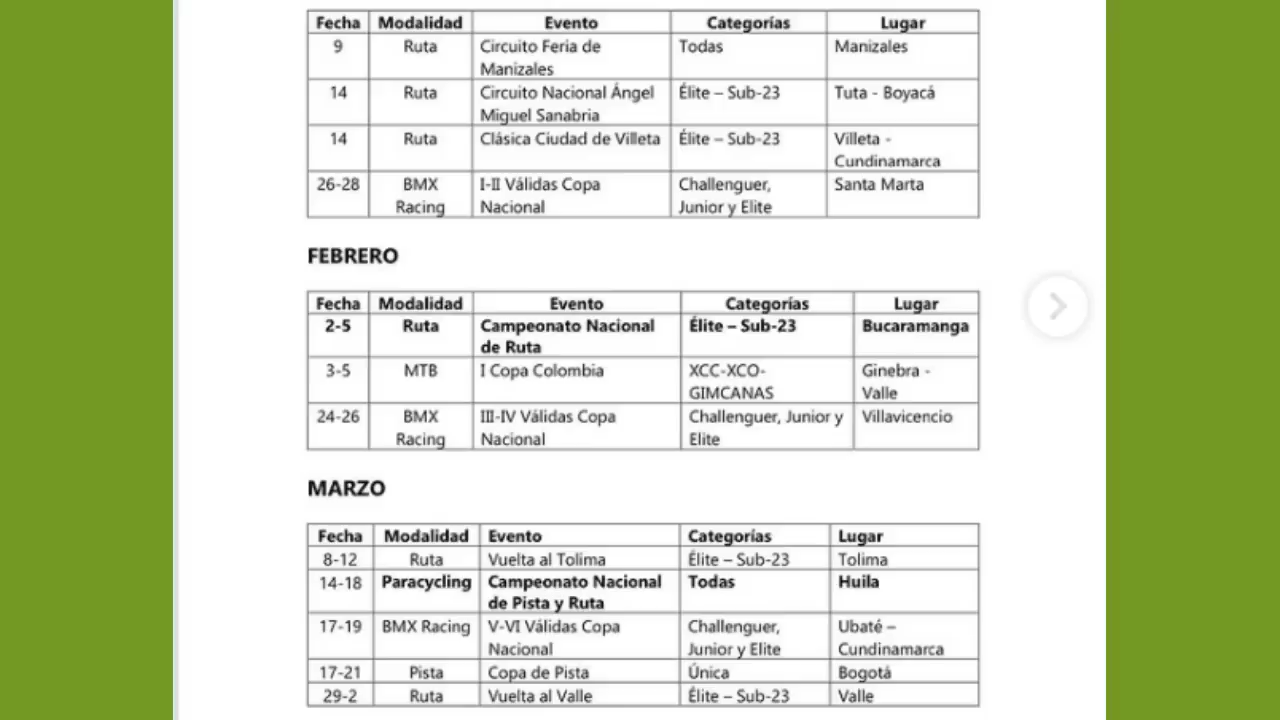 Fecha Modalidad Evento Categorías Lugar
9 Ruta Circuito Feria de Todas Manizales
Manizales
14 Ruta Circuito Nacional Ángel Élite – Sub-23 Tuta - Boyacá
Miguel Sanabria
14 Ruta Clásica Ciudad de Villeta Élite – Sub-23 Villeta -
Cundinamarca
26-28 BMX I-II Válidas Copa Challenguer, Santa Marta
Racing Nacional Junior y Elite
FEBRERO
Fecha Modalidad Evento Categorías Lugar
2-5 Ruta Campeonato Nacional Élite – Sub-23 Bucaramanga
de Ruta
3-5 MTB I Copa Colombia XCC-XCO- Ginebra -
GIMCANAS Valle
24-26 BMX III-IV Válidas Copa Challenguer, Junior y Villavicencio
Racing Nacional Elite
MARZO
Fecha Modalidad Evento Categorías Lugar
8-12 Ruta Vuelta al Tolima Élite – Sub-23 Tolima
14-18 Paracycling Campeonato Nacional Todas Huila
de Pista y Ruta
17-19 BMX Racing V-VI Válidas Copa Challenguer, Ubaté –
Nacional Junior y Elite Cundinamarca
17-21 Pista Copa de Pista Única Bogotá
29-2 Ruta Vuelta al Valle Élite – Sub-23 Valle